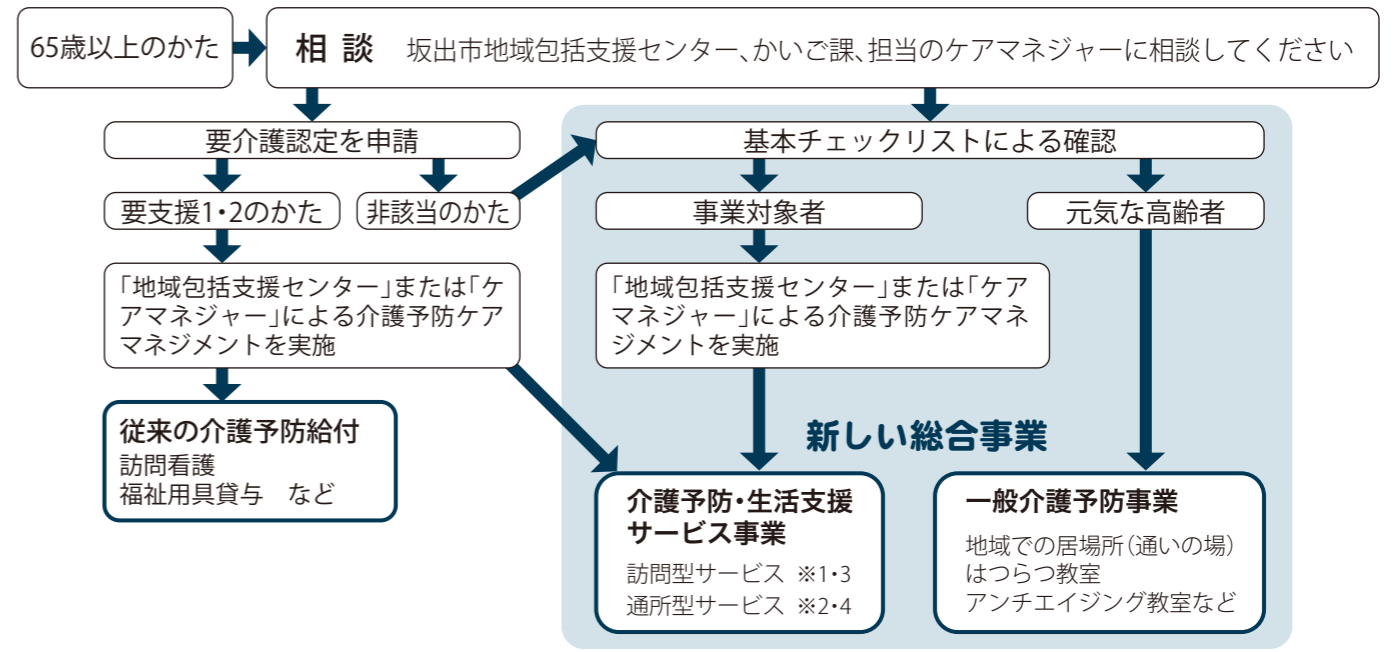 65歳以上のかた
相談 坂出市地域包括支援センター、かいご課、担当のケアマネジャーに相談してください
要介護認定を申請
基本チェックリストによる確認
要支援1・2のかた
非該当のかた
事業対象者
元気な高齢者
「地域包括支援センター」または「ケ
アマネジャー」による介護予防ケア
マネジメントを実施
「地域包括支援センター」または「ケア
マネジャー」による介護予防ケアマネ
ジメントを実施
従来の介護予防給付
訪問看護
福祉用具貸与 など
新しい総合事業
介護予防・生活支援
サービス事業
訪問型サービス ※1・3
通所型サービス ※2・4
一般介護予防事業
地域での居場所(通いの場)
はつらつ教室
アンチエイジング教室など